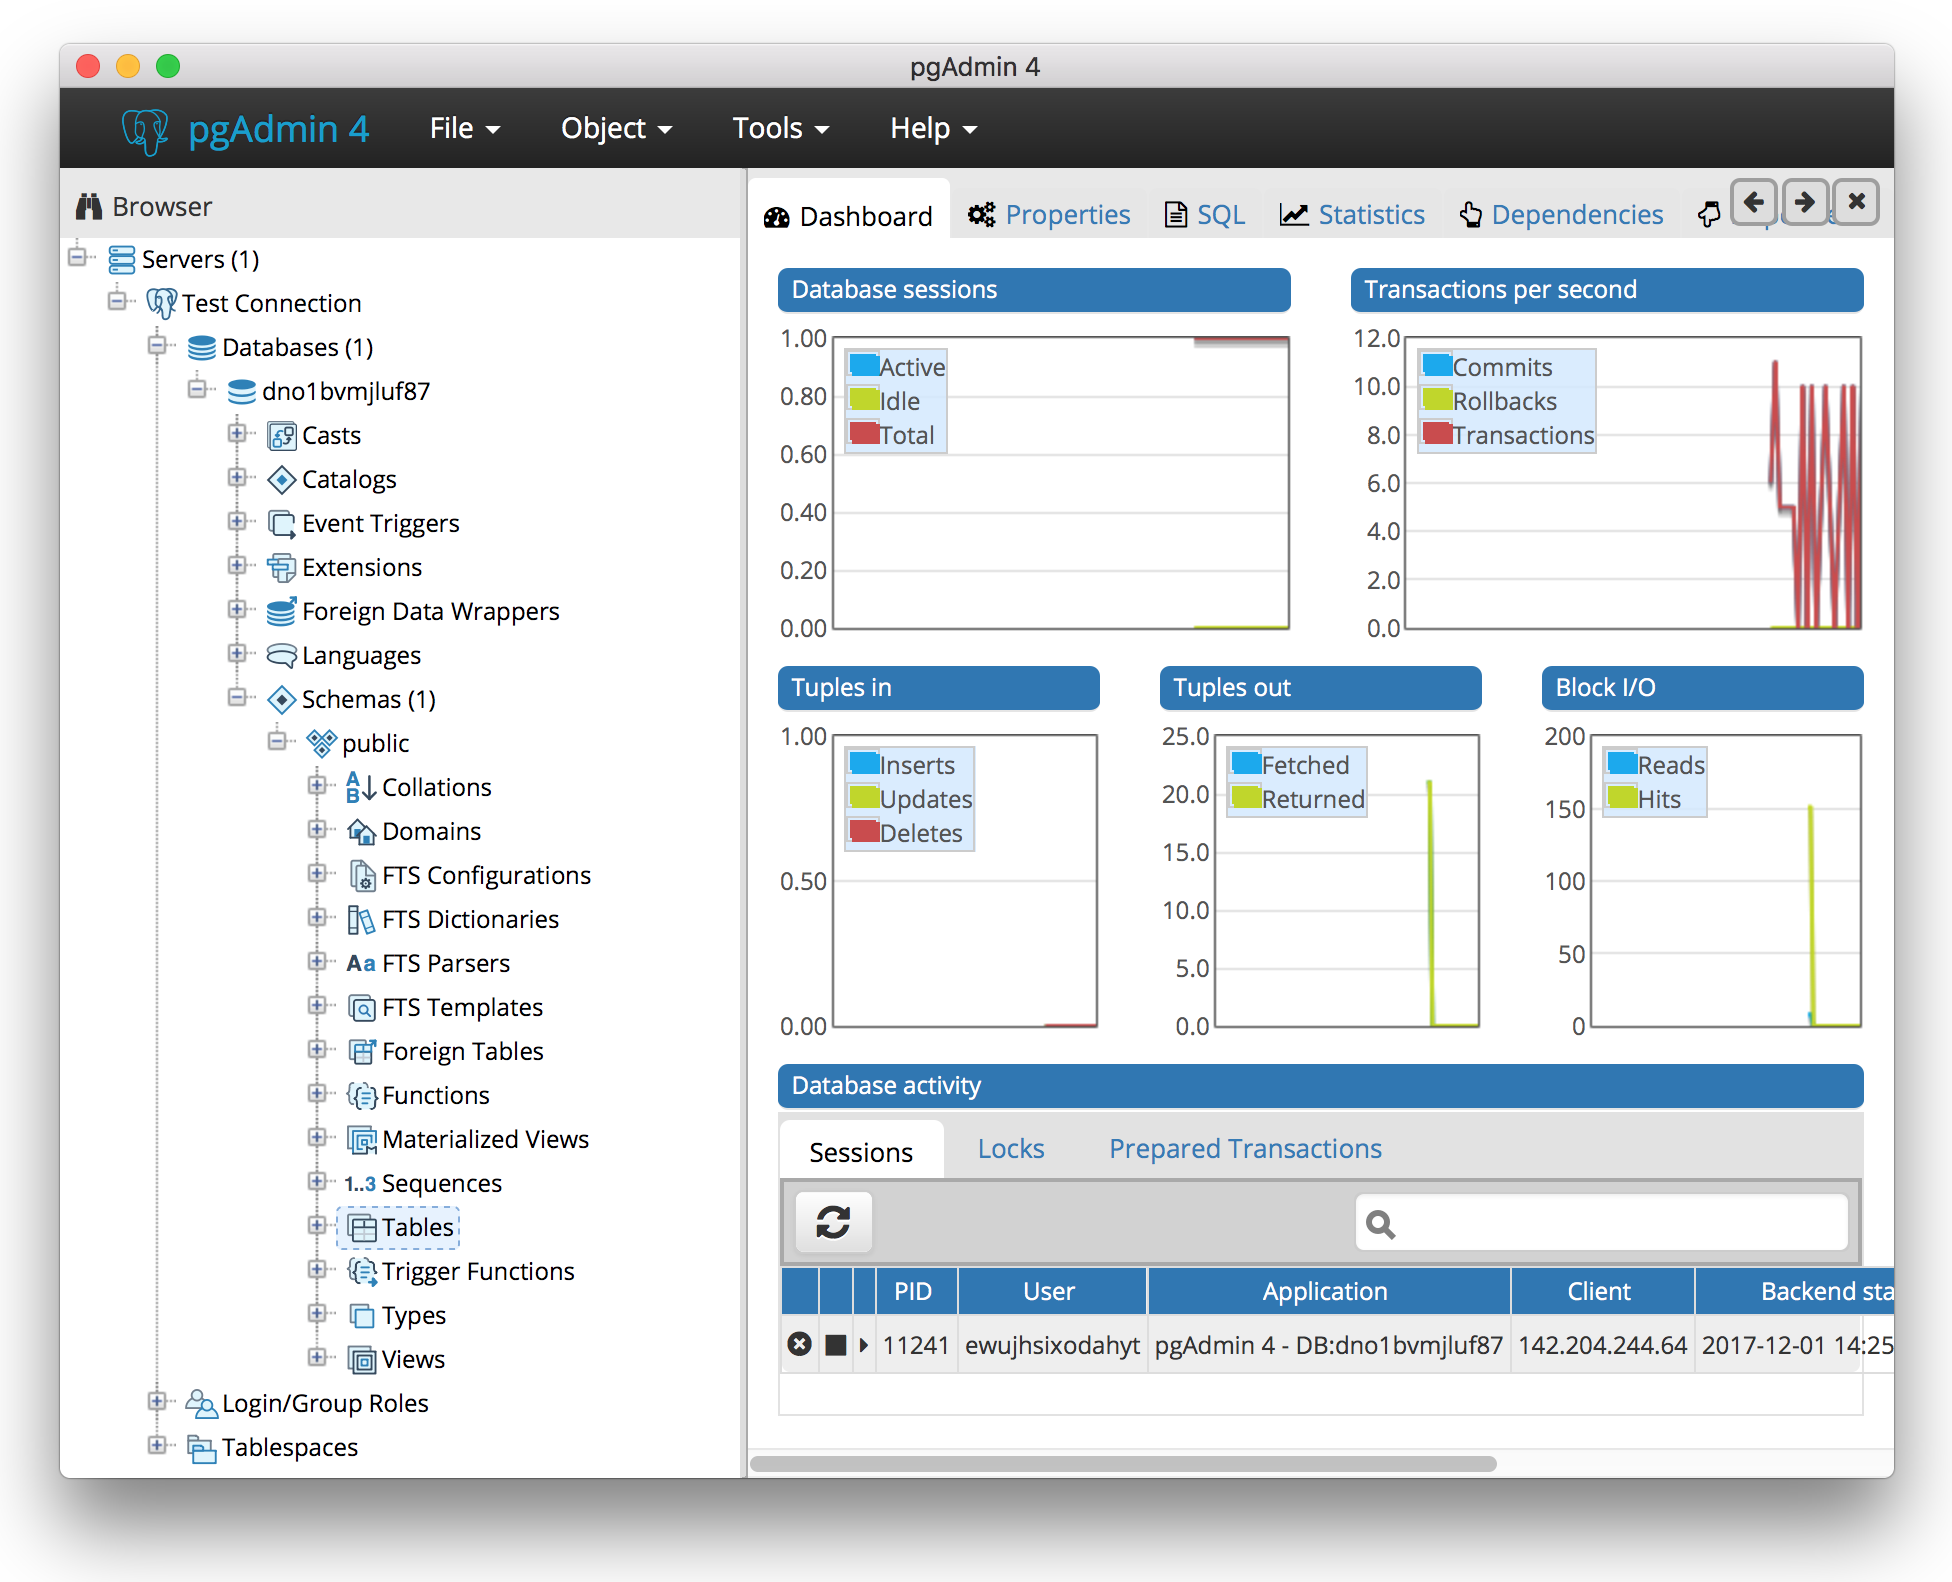 pgAdmin 4
pgAdmin 4 File Object Tools Help
Browser
Servers (1)
Test Connection
Databases (1)
dno1bvmjluf87
Casts
Catalogs
Event Triggers
Extensions
Foreign Data Wrappers
Languages
Schemas (1)
public
Collations
Domains
FTS Configurations
FTS Dictionaries
Aa FTS Parsers
FTS Templates
Foreign Tables
Functions
Materialized Views
1..3 Sequences
Tables
Trigger Functions
Types
Views
Login/Group Roles
Tablespaces
Dashboard Properties SQL Statistics Dependencies
Database sessions
1.00
0.80
0.60
0.40
0.20
0.00
Active
Idle
Total
Transactions per second
12.0
10.0
8.0
6.0
4.0
2.0
0.0
Commits
Rollbacks
Transactions
Tuples in
1.00
0.50
0.00
Inserts
Updates
Deletes
Tuples out
25.0
20.0
15.0
10.0
5.0
0.0
Fetched
Returned
Block I/O
200
150
100
50
0
Reads
Hits
Database activity
Sessions Locks Prepared Transactions
PID User Application Client Backend sta
11241 ewujhsixodahyt pgAdmin 4 - DB:dno1bvmjluf87 142.204.244.64 2017-12-01 14:25